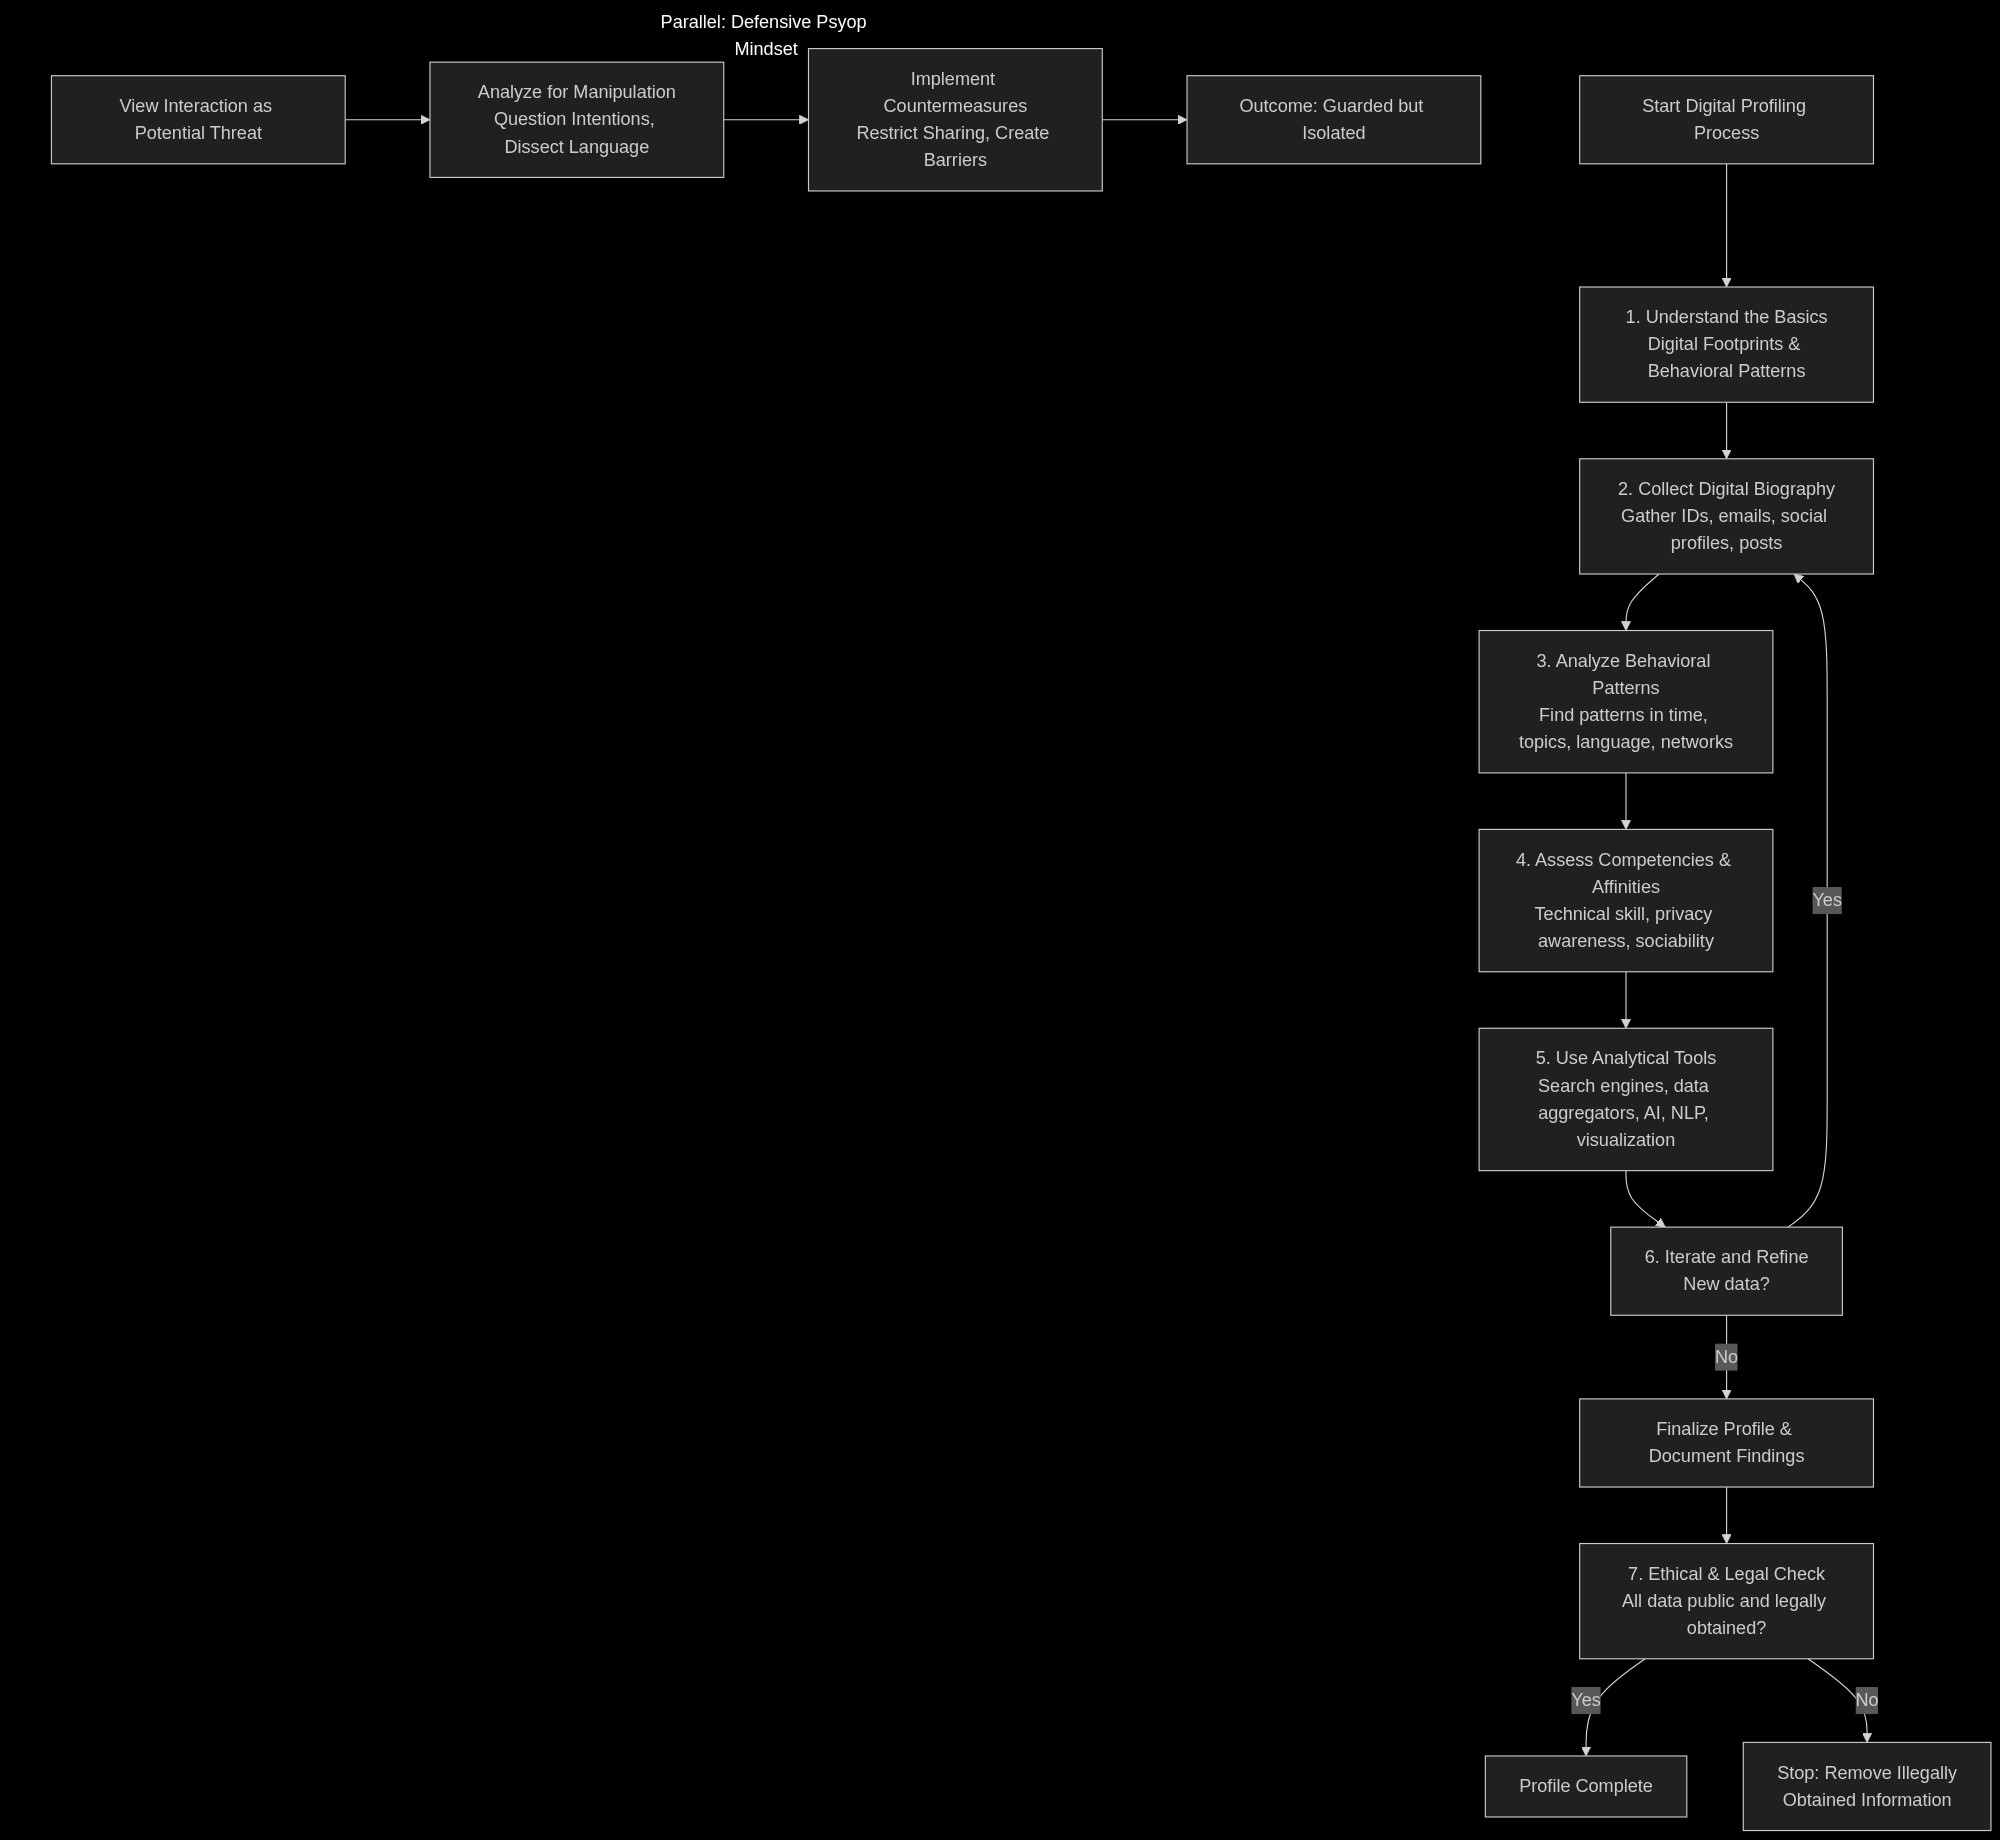 Parallel: Defensive Psyop
Mindset
View Interaction as
Potential Threat
Analyze for Manipulation
Question Intentions,
Dissect Language
Implement
Countermeasures
Restrict Sharing, Create
Barriers
Outcome: Guarded but
Isolated
Start Digital Profiling
Process
1. Understand the Basics
Digital Footprints &
Behavioral Patterns
2. Collect Digital Biography
Gather IDs, emails, social
profiles, posts
3. Analyze Behavioral
Patterns
Find patterns in time,
topics, language, networks
4. Assess Competencies &
Affinities
Technical skill, privacy
awareness, sociability
Yes
5. Use Analytical Tools
Search engines, data
aggregators, AI, NLP,
visualization
6. Iterate and Refine
New data?
No
Finalize Profile &
Document Findings
7. Ethical & Legal Check
All data public and legally
obtained?
Yes
No
Profile Complete
Stop: Remove Illegally
Obtained Information